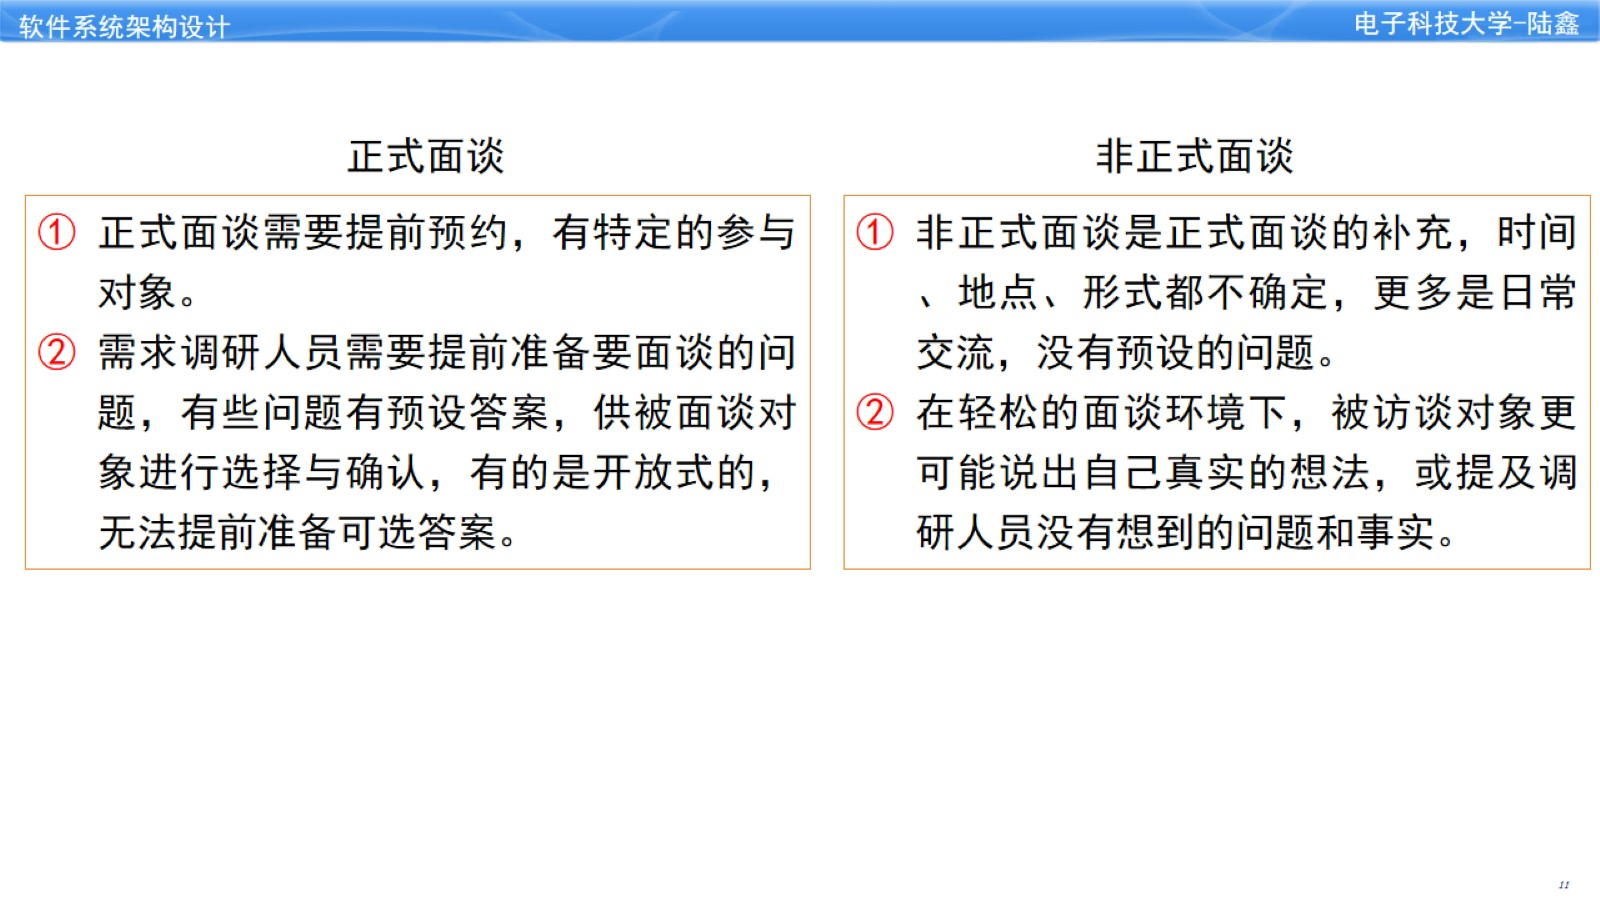 软件系统架构设计
电子科技大学-陆鑫
正式面谈
① 正式面谈需要提前预约，有特定的参与
对象。
② 需求调研人员需要提前准备要面谈的问
题，有些问题有预设答案，供被面谈对
象进行选择与确认，有的是开放式的，
无法提前准备可选答案。
非正式面谈
① 非正式面谈是正式面谈的补充，时间
、地点、形式都不确定，更多是日常
交流，没有预设的问题。
② 在轻松的面谈环境下，被访谈对象更
可能说出自己真实的想法，或提及调
研人员没有想到的问题和事实。
11